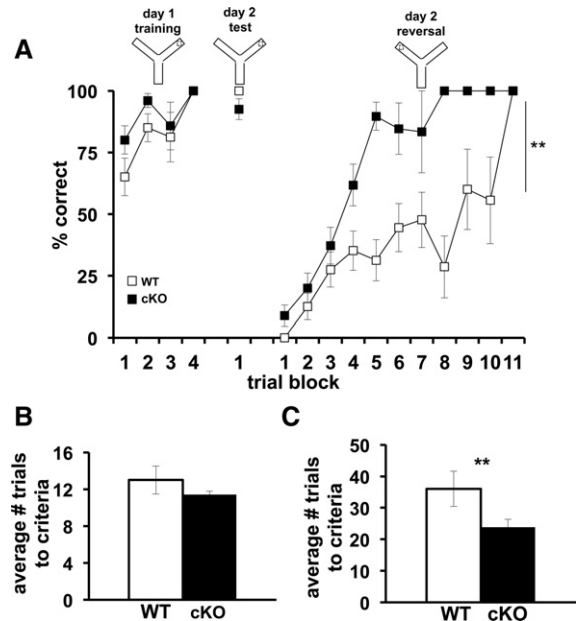 day 1
training
day 2
test
day 2
reversal
A
100
75
50
25
0
% correct
WT
cKO
**
1 2 3 4 1 1 2 3 4 5 6 7 8 9 10 11
trial block
B
16
12
8
4
0
average # trials
to criteria
WT cKO
C
50
40
30
20
10
0
average # trials
to criteria
**
WT cKO